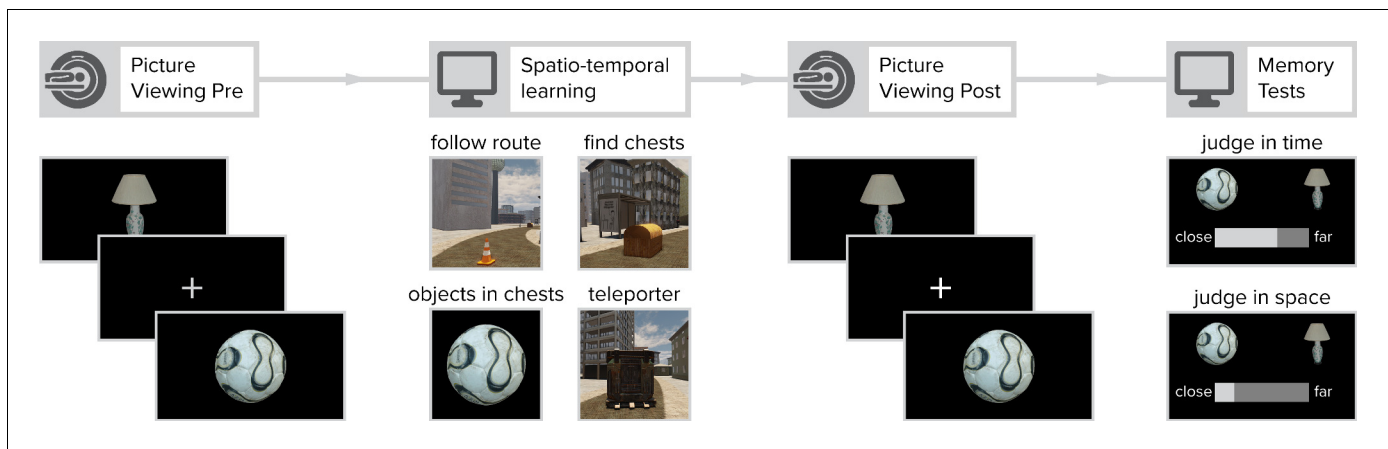 Picture
Viewing Pre
Spatio-temporal
learning
Picture
Viewing Post
Memory
Tests
follow route
find chests
objects in chests
teleporter
judge in time
close
far
judge in space
close
far